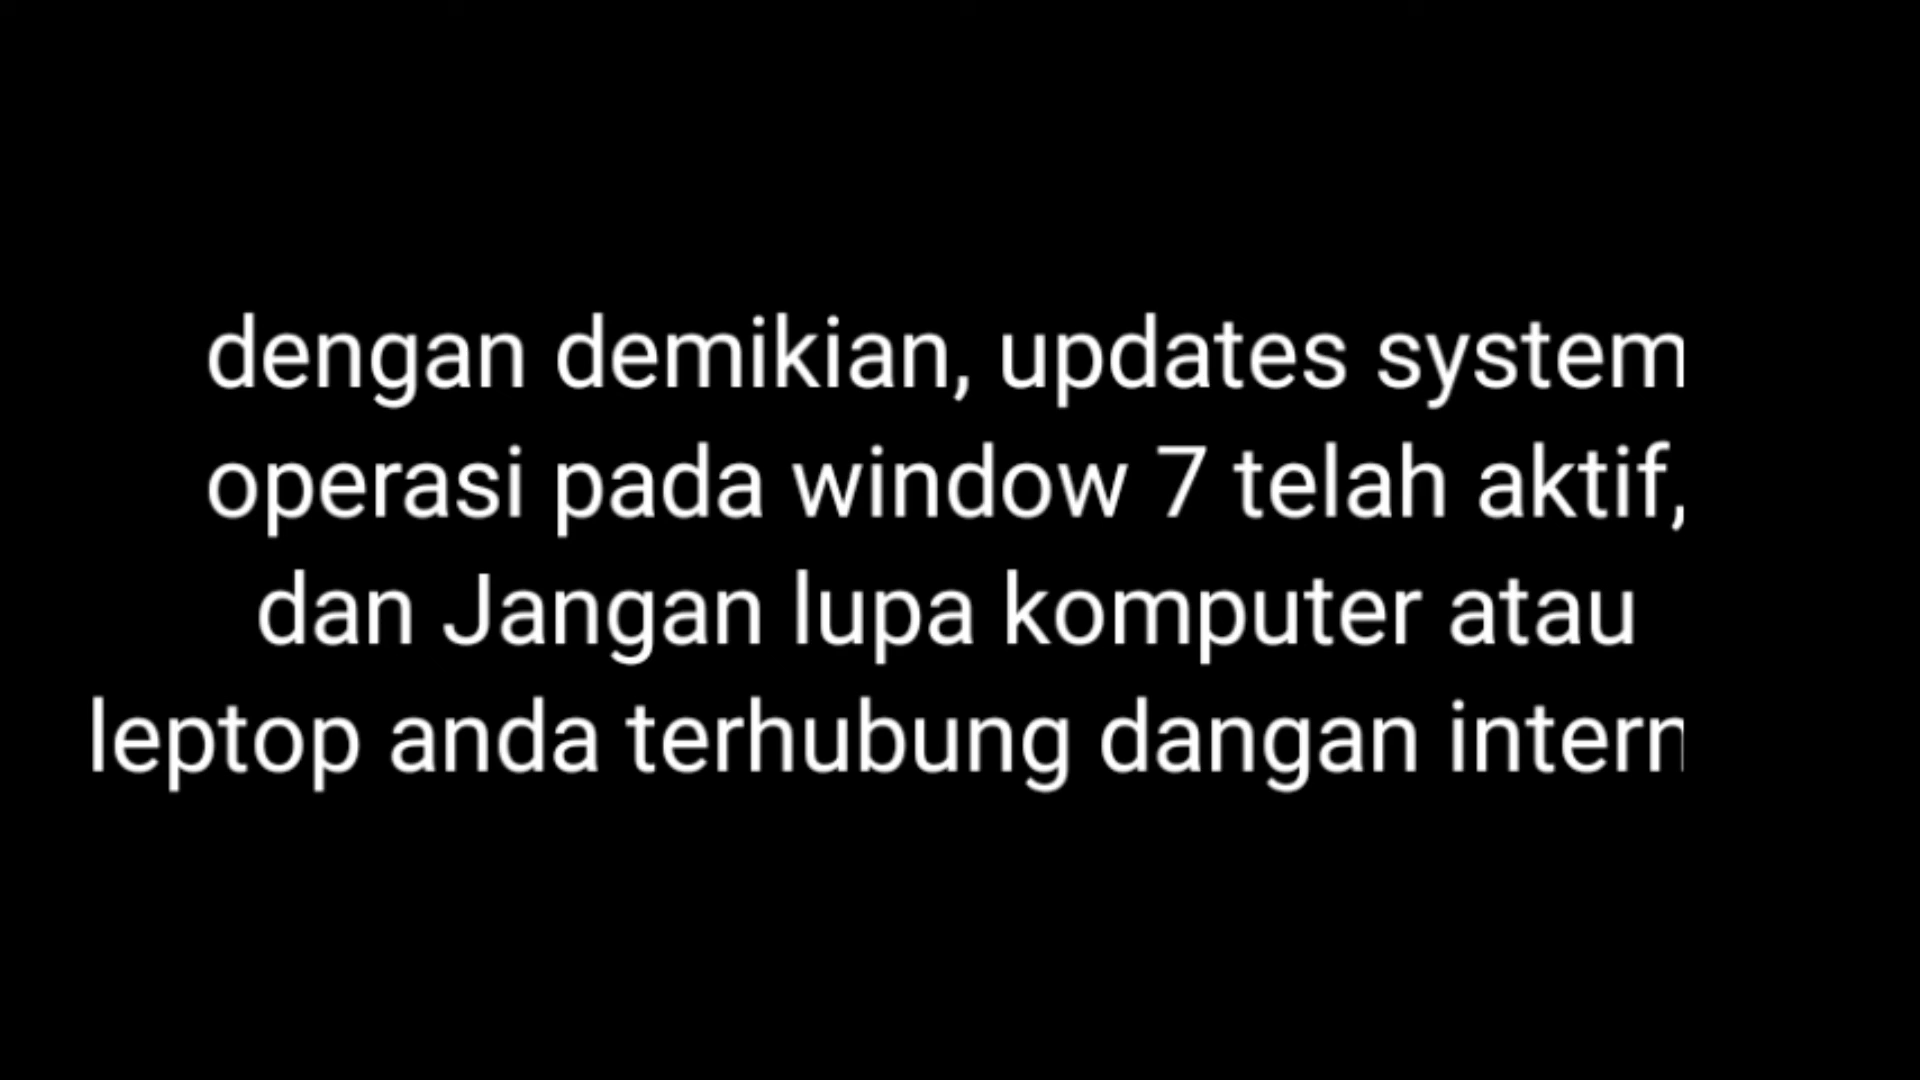 dengan demikian, updates system
operasi pada window 7 telah aktif,
dan Jangan lupa komputer atau
leptop anda terhubung dangan intern